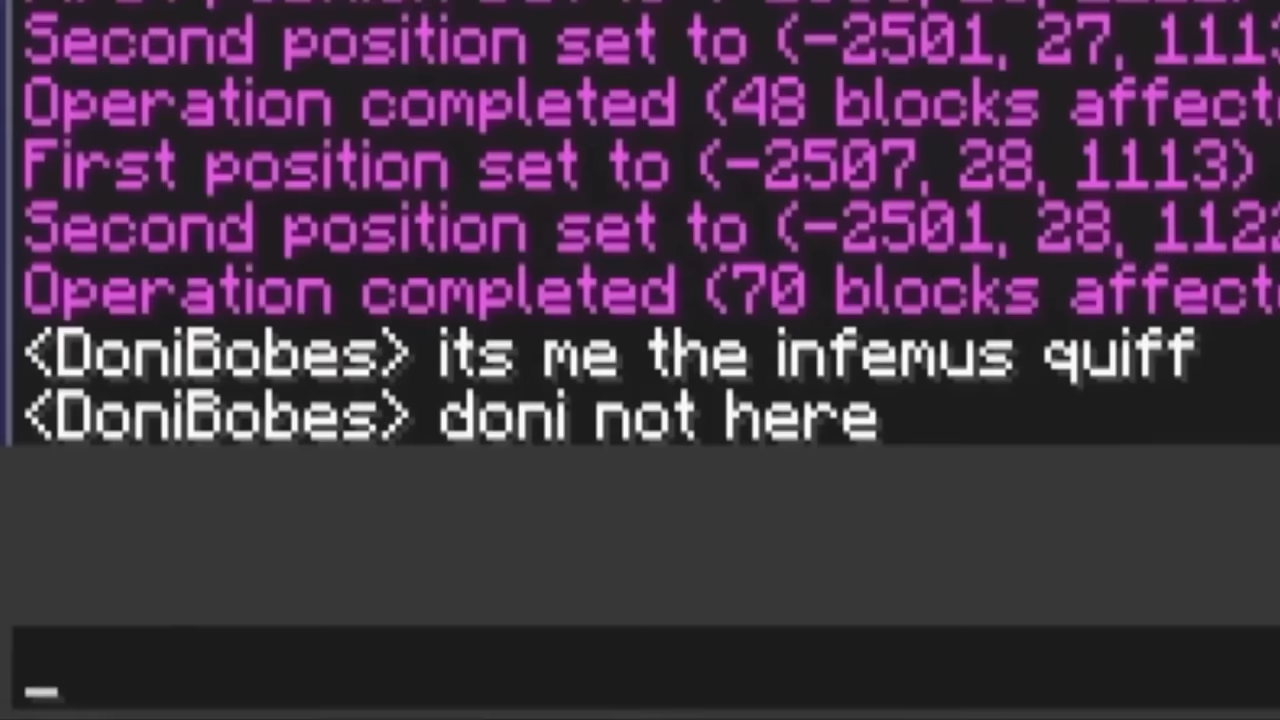 Second position set to (-2501, 27, 111
Operation completed (48 blocks affect
First position set to (-2507, 28, 1113)
Second position set to (-2501, 28, 112
Operation completed (70 blocks affect
<DoniBobes> its me the infemus quiff
<DoniBobes> doni not here
_